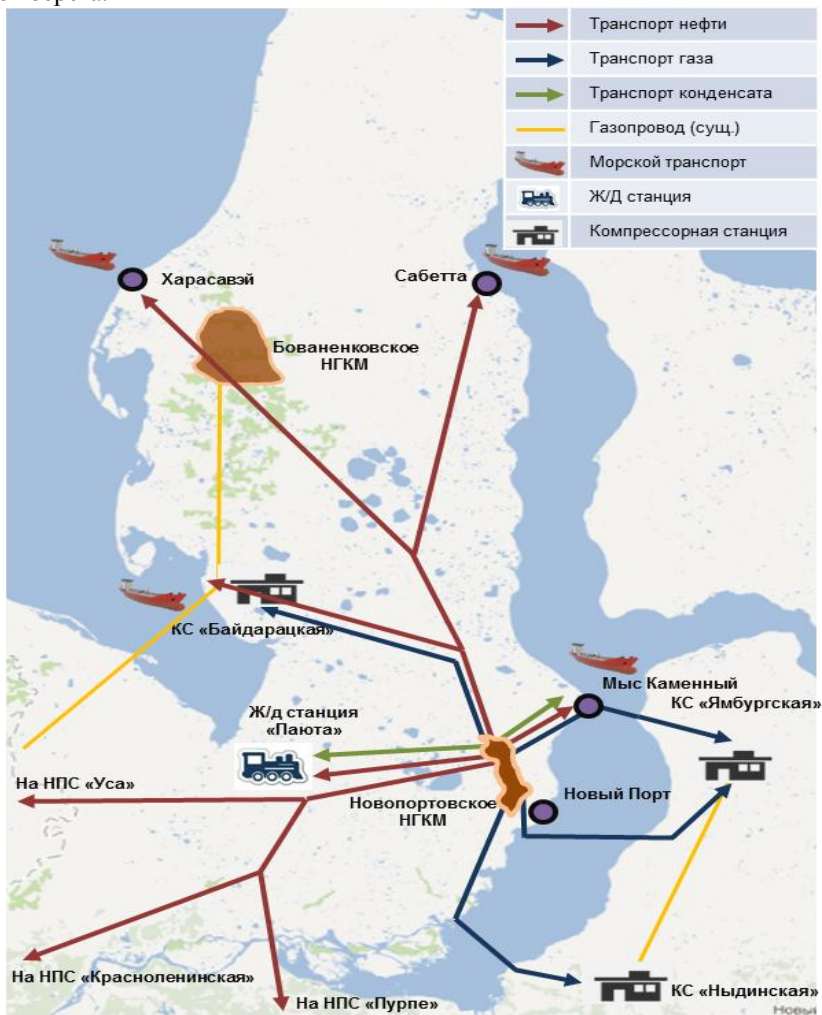 Транспорт нефти
Транспорт газа
Транспорт конденсата
Газопровод (сущ.)
Морской транспорт
Ж/Д станция
Компрессорная станция
Харасавэй
Сабетта
Бованенковское
НГКМ
КС «Байдарацкая»
Мыс Каменный
КС «Ямбургская»
Ж/д станция
«Паюта»
На НПС «Уса»
Новопортовское
НГКМ
Новый Порт
На НПС «Красноленинская»
На НПС «Пурпе»
КС «Ныдинская»